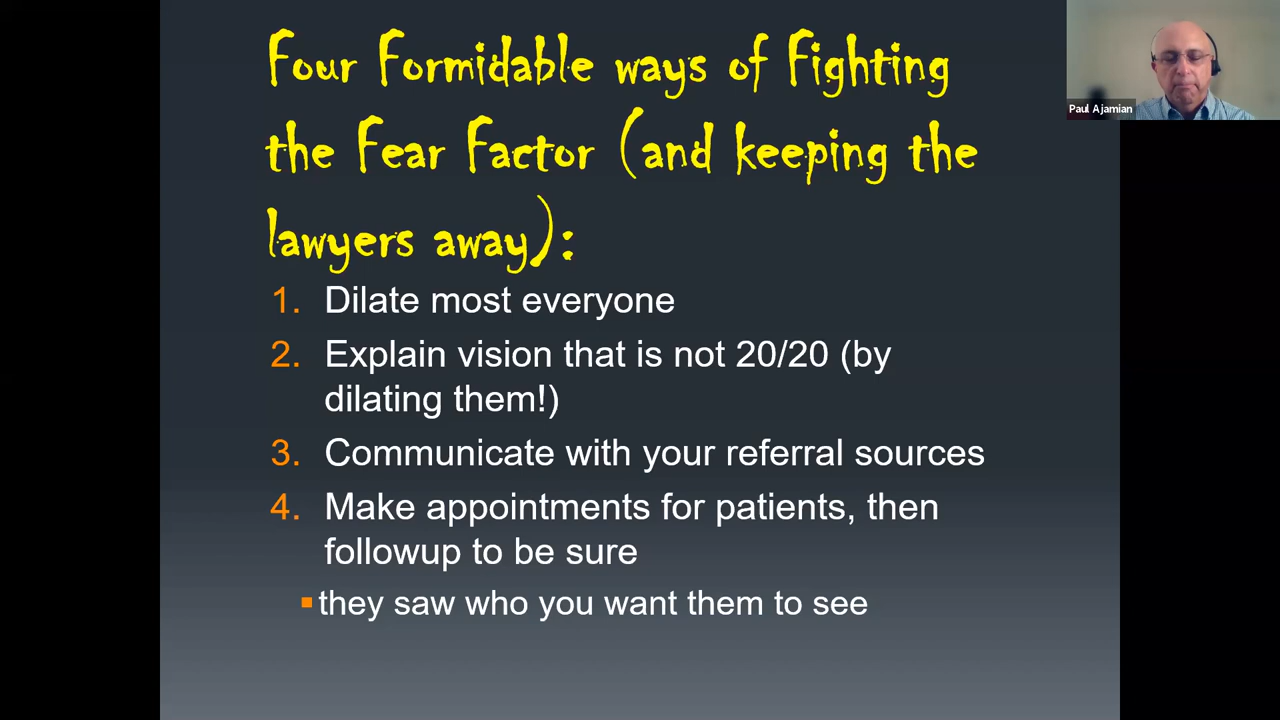 Four Formidable ways of Fighting
the Fear Factor (and keeping the
lawyers away):
1. Dilate most everyone
2. Explain vision that is not 20/20 (by
dilating them!)
3. Communicate with your referral sources
4. Make appointments for patients, then
followup to be sure
▪ they saw who you want them to see
Paul Ajamian